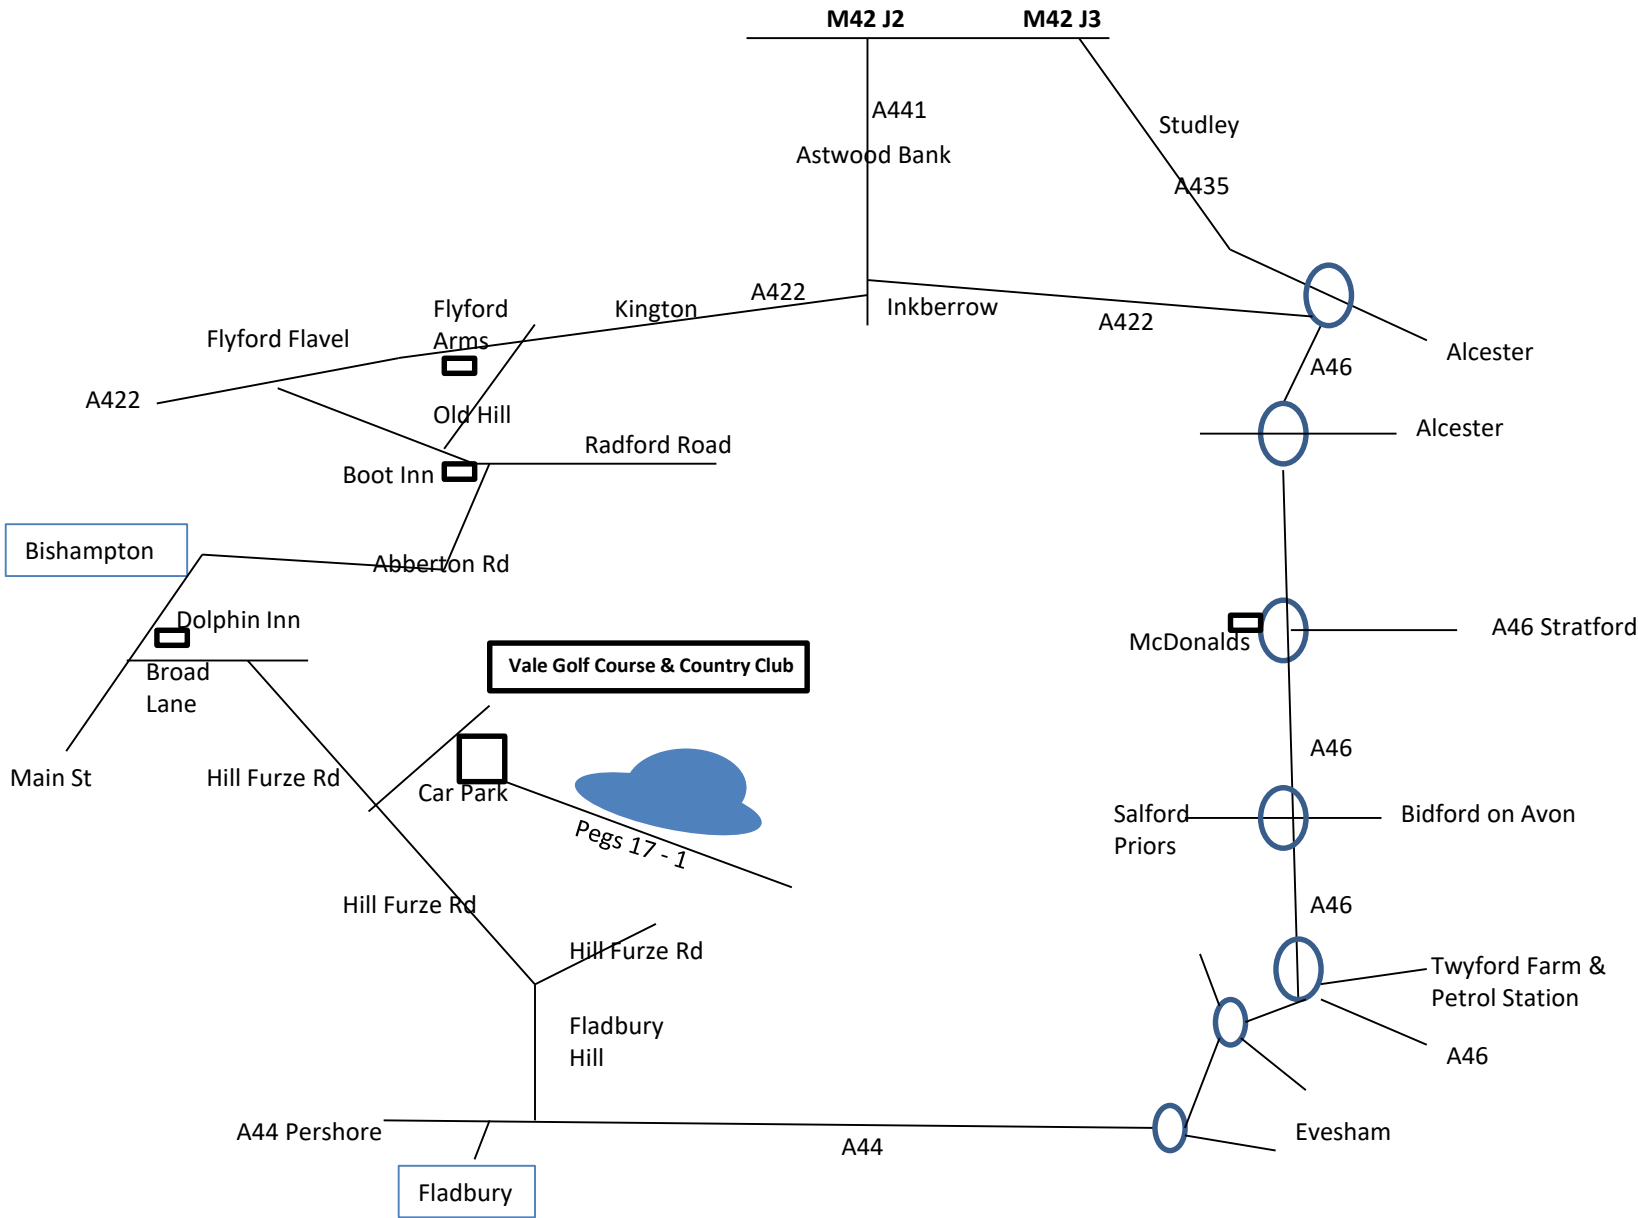 M42 J2
M42 J3
A441
Studley
Astwood Bank
A435
A422
Flyford
Arms
Kington
Inkberrow
A422
Flyford Flavel
Alcester
A46
A422
Old Hill
Alcester
Radford Road
Boot Inn
Bishampton
Abberton Rd
Dolphin Inn
A46 Stratford
McDonalds
Broad
Lane
Vale Golf Course & Country Club
A46
Main St
Hill Furze Rd
Car Park
Salford
Priors
Bidford on Avon
Pegs 17 - 1
Hill Furze Rd
A46
Hill Furze Rd
Twyford Farm &
Petrol Station
Fladbury
Hill
A46
A44 Pershore
A44
Evesham
Fladbury